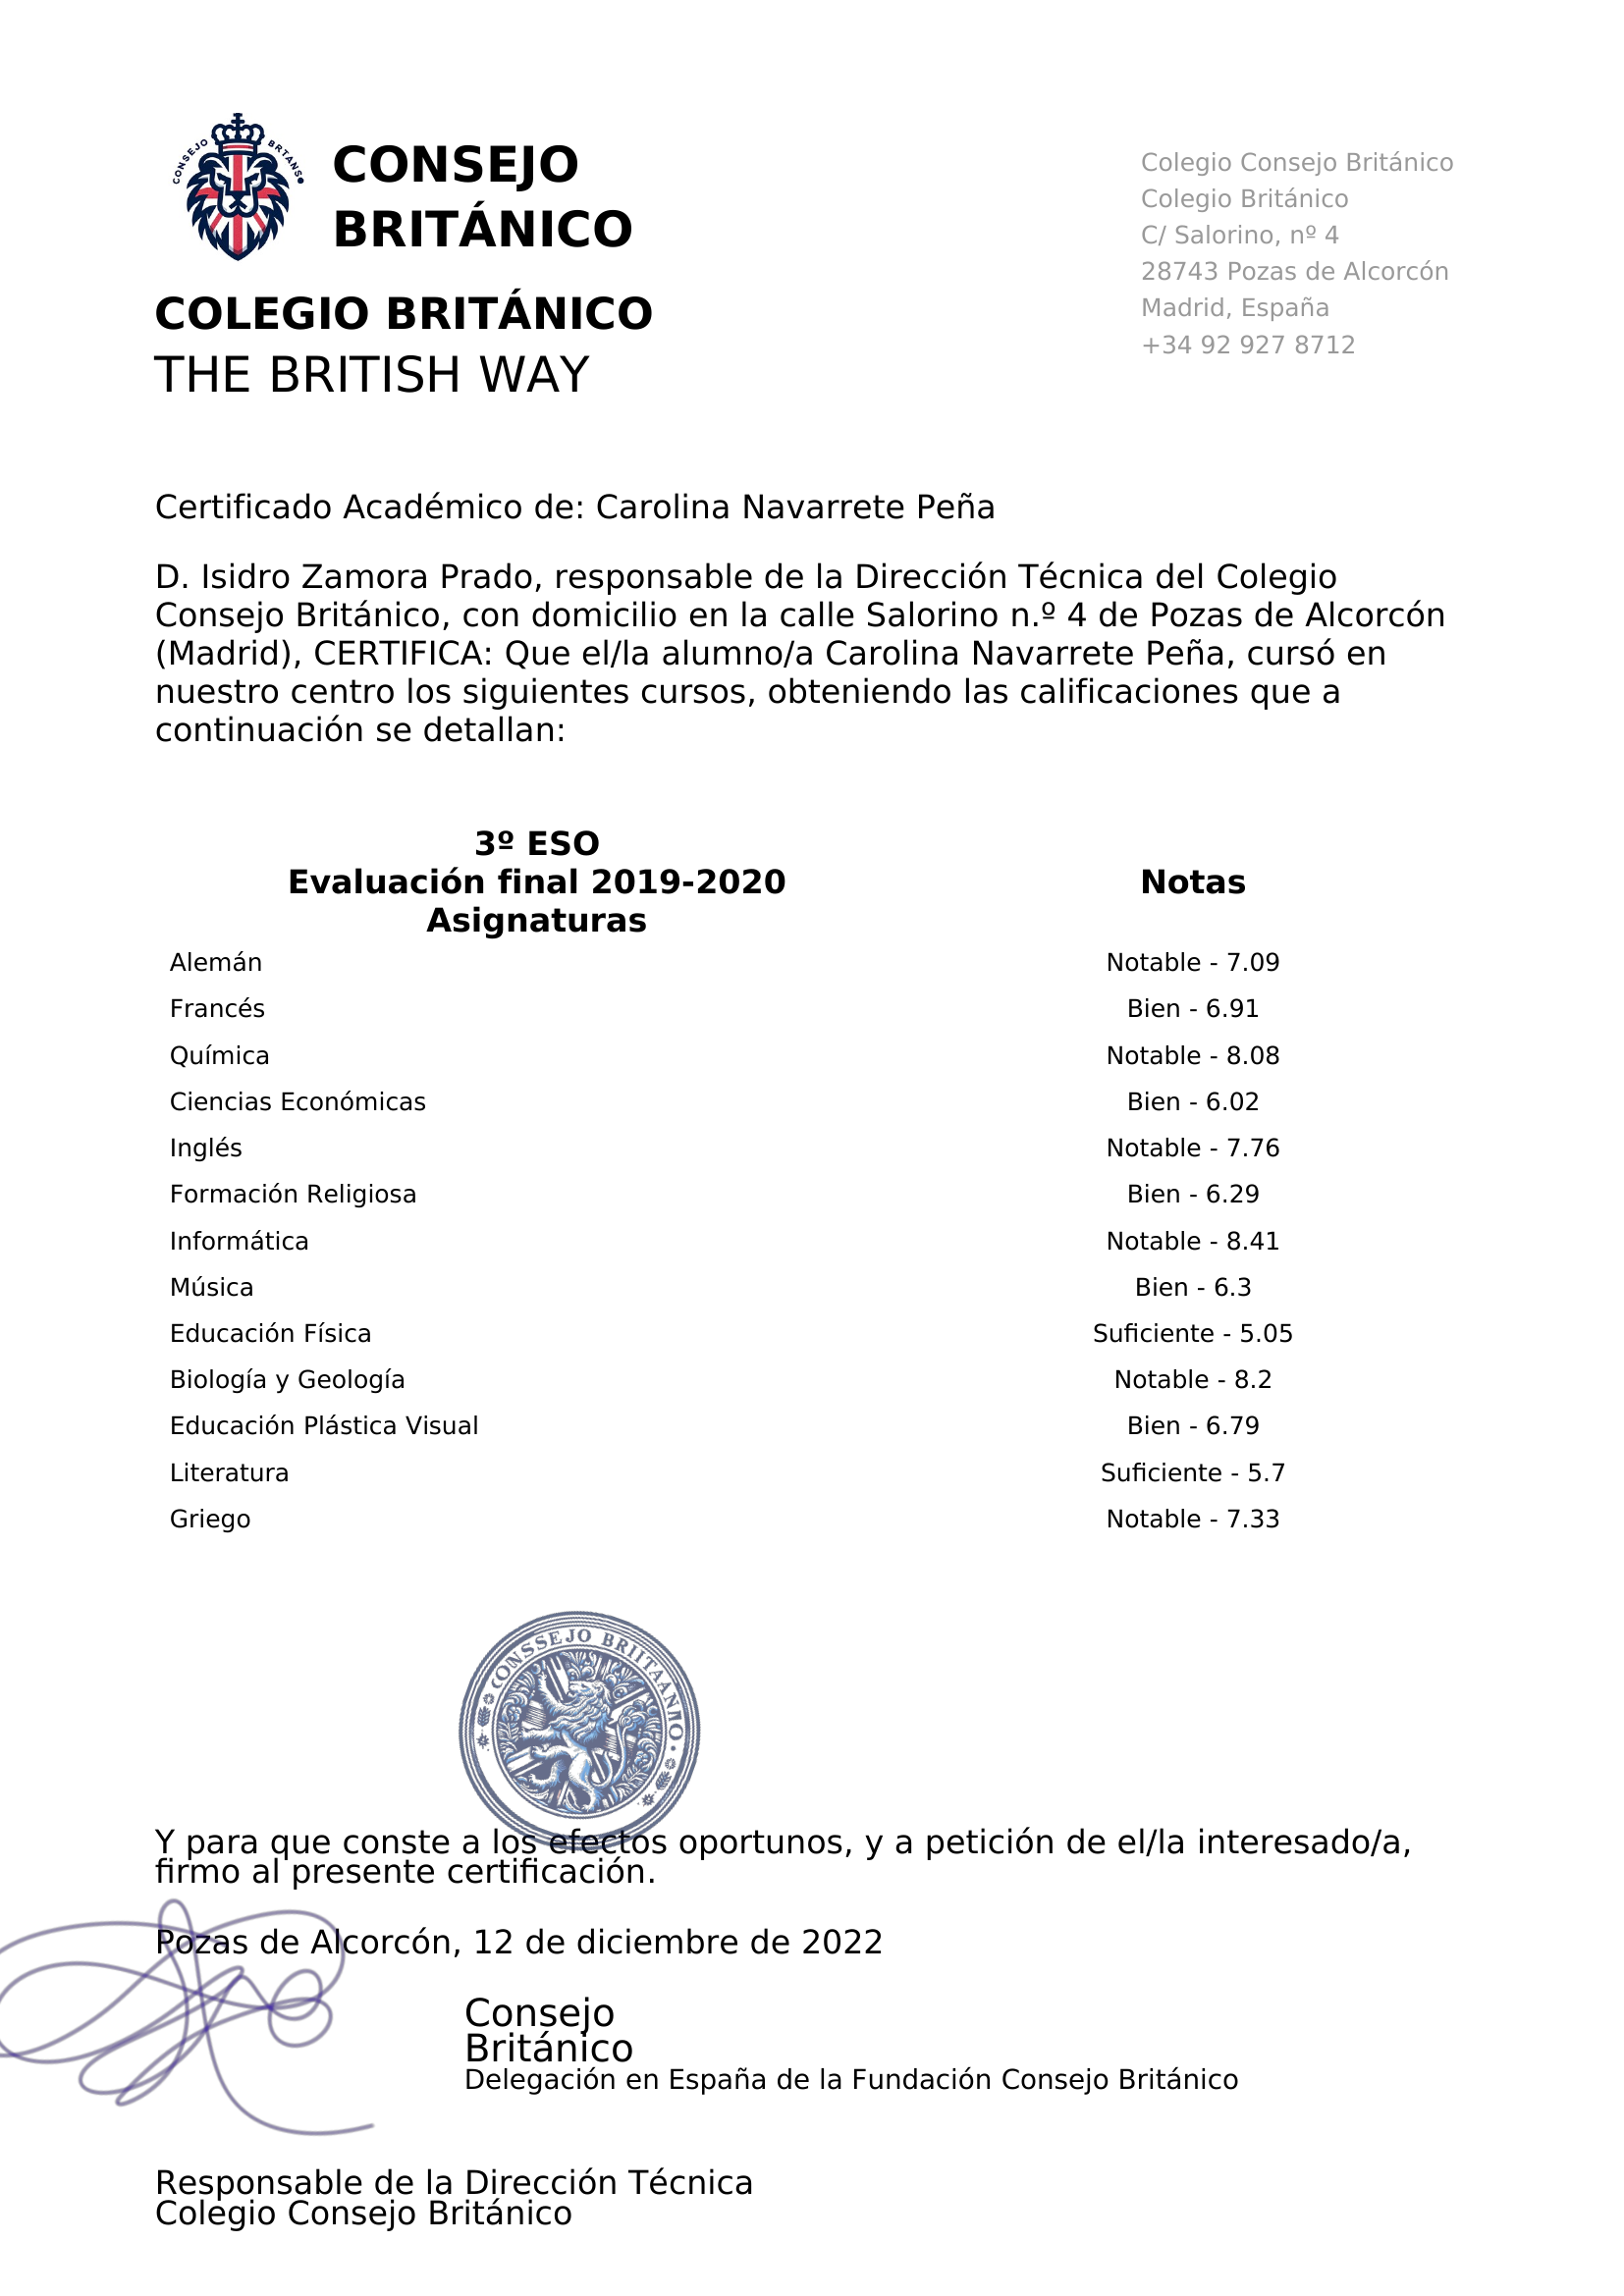 CONSEJO BRTANS
CONSEJO
BRITÁNICO
COLEGIO BRITÁNICO
THE BRITISH WAY
Colegio Consejo Británico
Colegio Británico
C/ Salorino, nº 4
28743 Pozas de Alcorcón
Madrid, España
+34 92 927 8712
Certificado Académico de: Carolina Navarrete Peña
D. Isidro Zamora Prado, responsable de la Dirección Técnica del Colegio
Consejo Británico, con domicilio en la calle Salorino n.º 4 de Pozas de Alcorcón
(Madrid), CERTIFICA: Que el/la alumno/a Carolina Navarrete Peña, cursó en
nuestro centro los siguientes cursos, obteniendo las calificaciones que a
continuación se detallan:
3º ESO
Evaluación final 2019-2020
Asignaturas
Notas
Alemán Notable - 7.09
Francés Bien - 6.91
Química Notable - 8.08
Ciencias Económicas Bien - 6.02
Inglés Notable - 7.76
Formación Religiosa Bien - 6.29
Informática Notable - 8.41
Música Bien - 6.3
Educación Física Suficiente - 5.05
Biología y Geología Notable - 8.2
Educación Plástica Visual Bien - 6.79
Literatura Suficiente - 5.7
Griego Notable - 7.33
CONSSEJO BRIITAANIO
Y para que conste a los efectos oportunos, y a petición de el/la interesado/a,
firmo al presente certificación.
Pozas de Alcorcón, 12 de diciembre de 2022
Consejo
Británico
Delegación en España de la Fundación Consejo Británico
Responsable de la Dirección Técnica
Colegio Consejo Británico